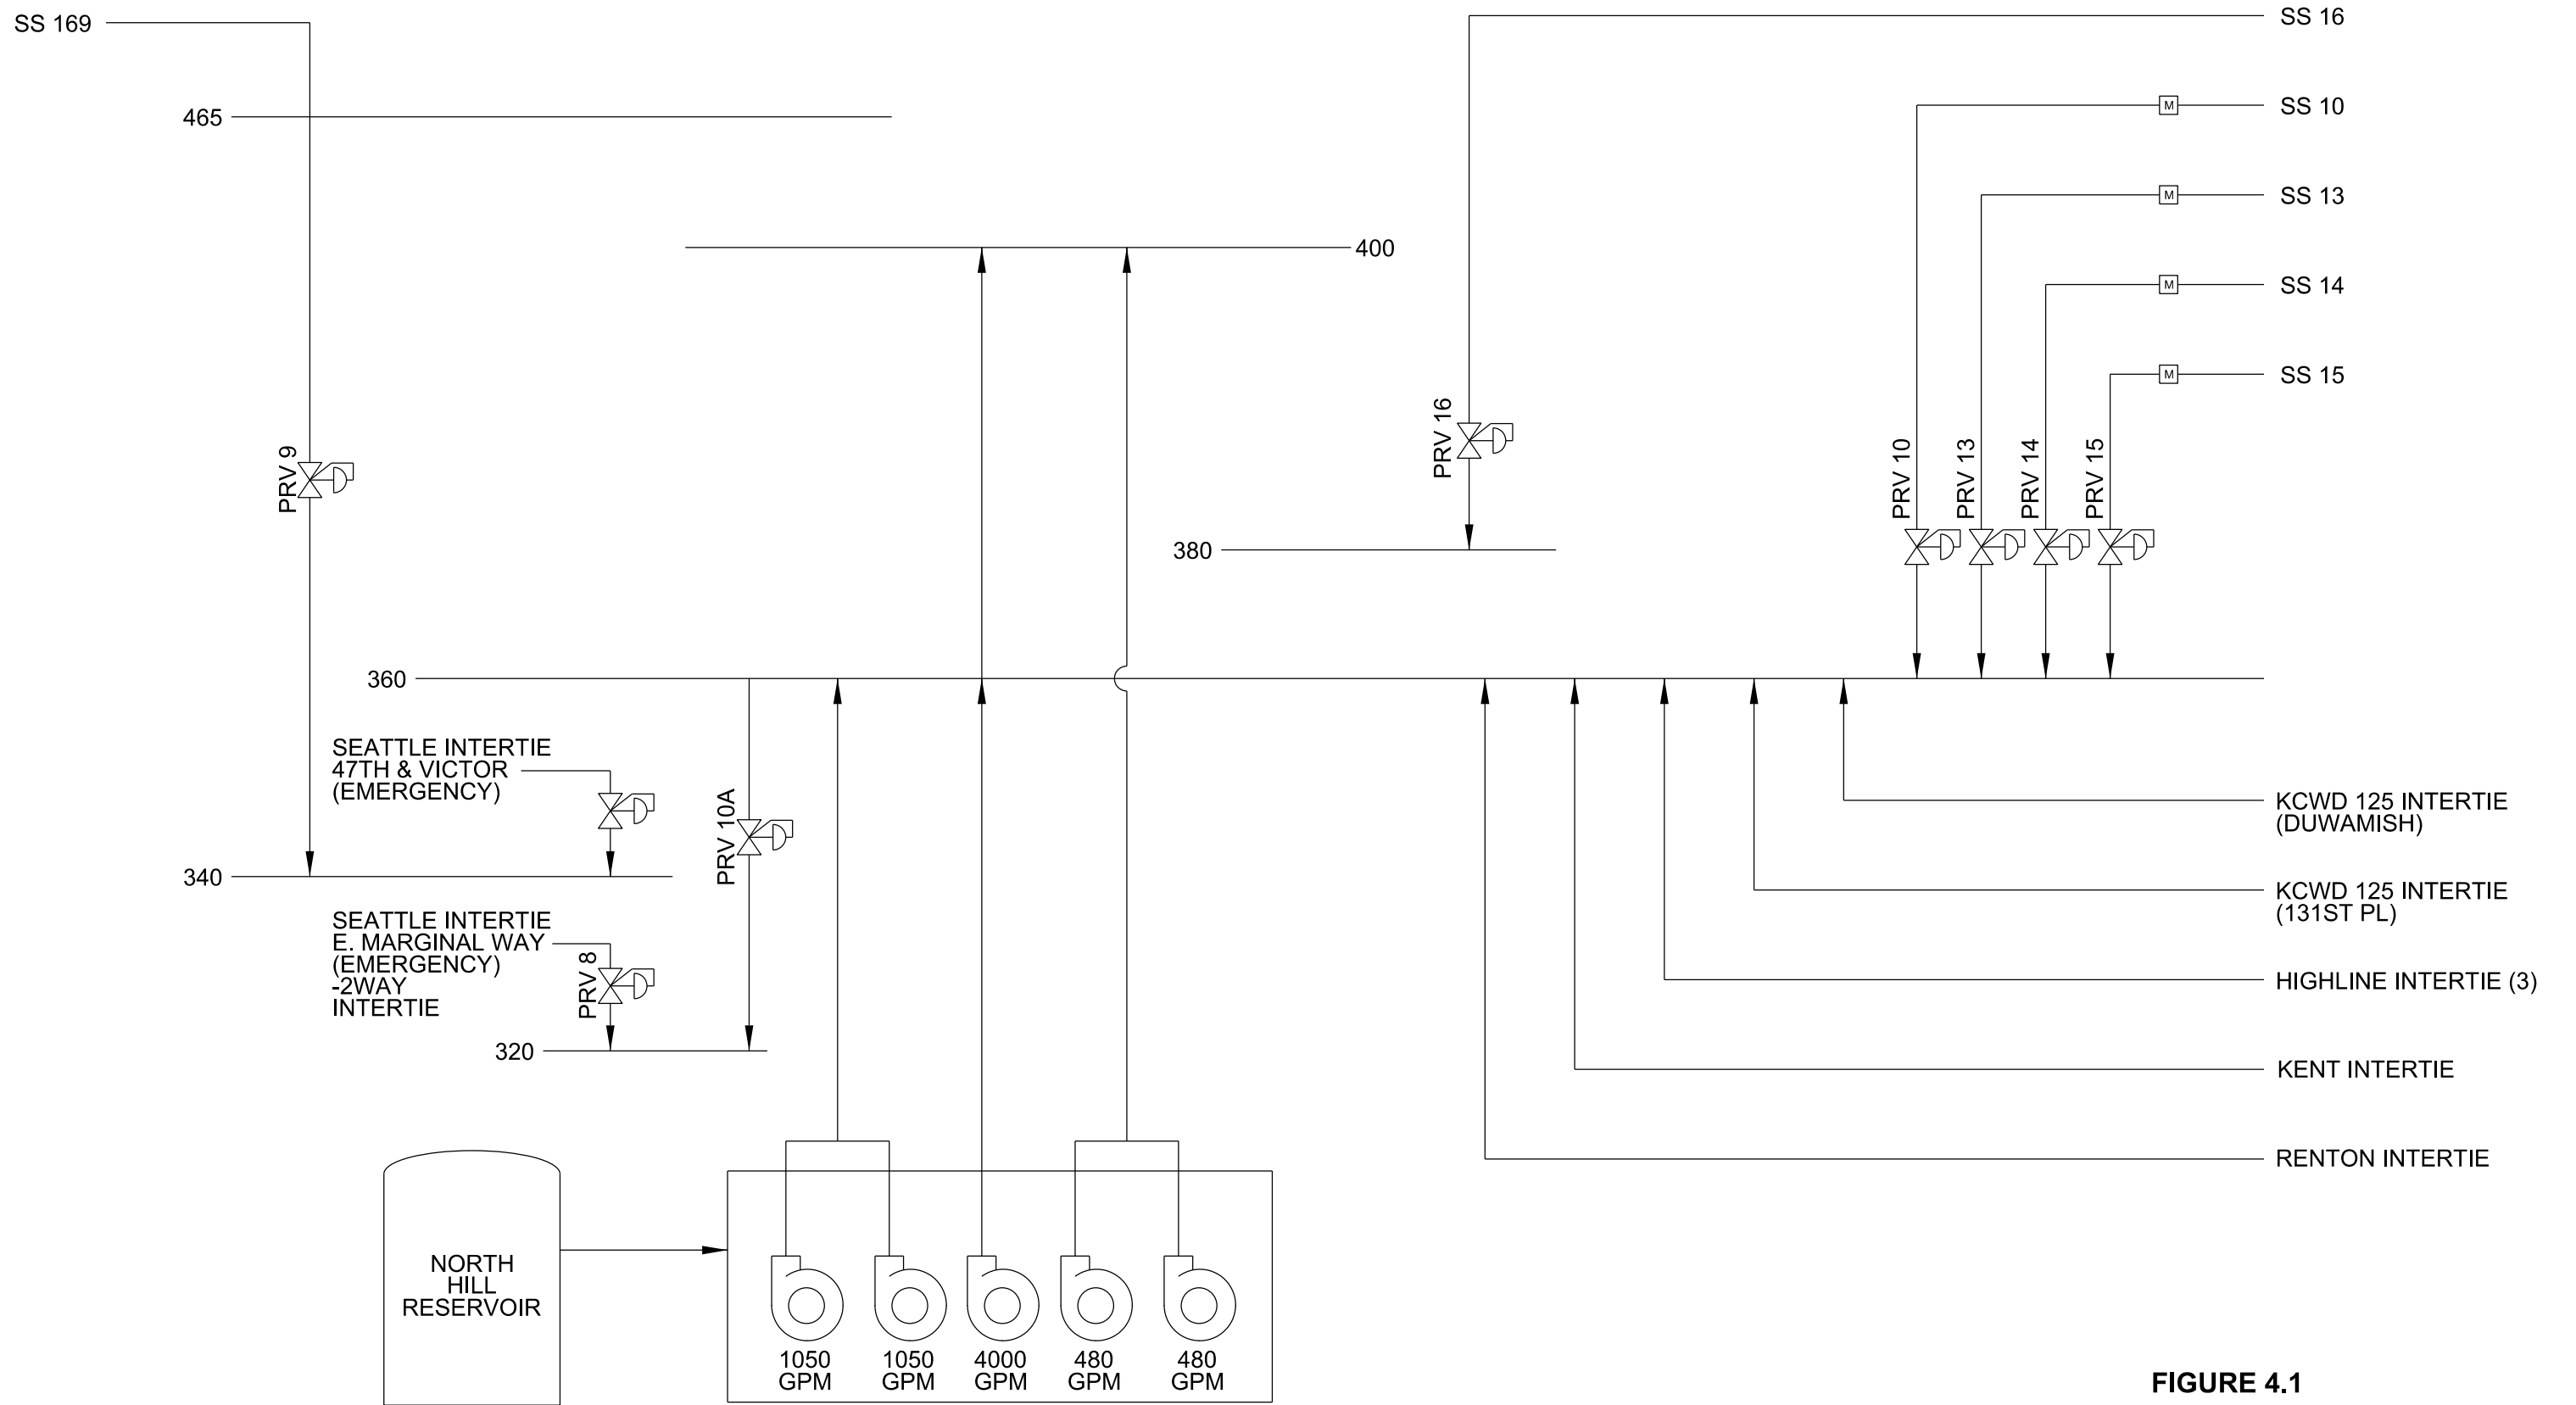 SS 169
SS 16
465
SS 10
SS 13
400
SS 14
SS 15
PRV 9
PRV 16
PRV 10
PRV 13
PRV 14
PRV 15
M
M
M
M
380
360
SEATTLE INTERTIE
47TH & VICTOR
(EMERGENCY)
PRV 10A
340
SEATTLE INTERTIE
E. MARGINAL WAY
(EMERGENCY)
-2WAY
INTERTIE
PRV 8
320
KCWD 125 INTERTIE
(DUWAMISH)
KCWD 125 INTERTIE
(131ST PL)
HIGHLINE INTERTIE (3)
KENT INTERTIE
RENTON INTERTIE
NORTH
HILL
RESERVOIR
1050
GPM
1050
GPM
4000
GPM
480
GPM
480
GPM
FIGURE 4.1